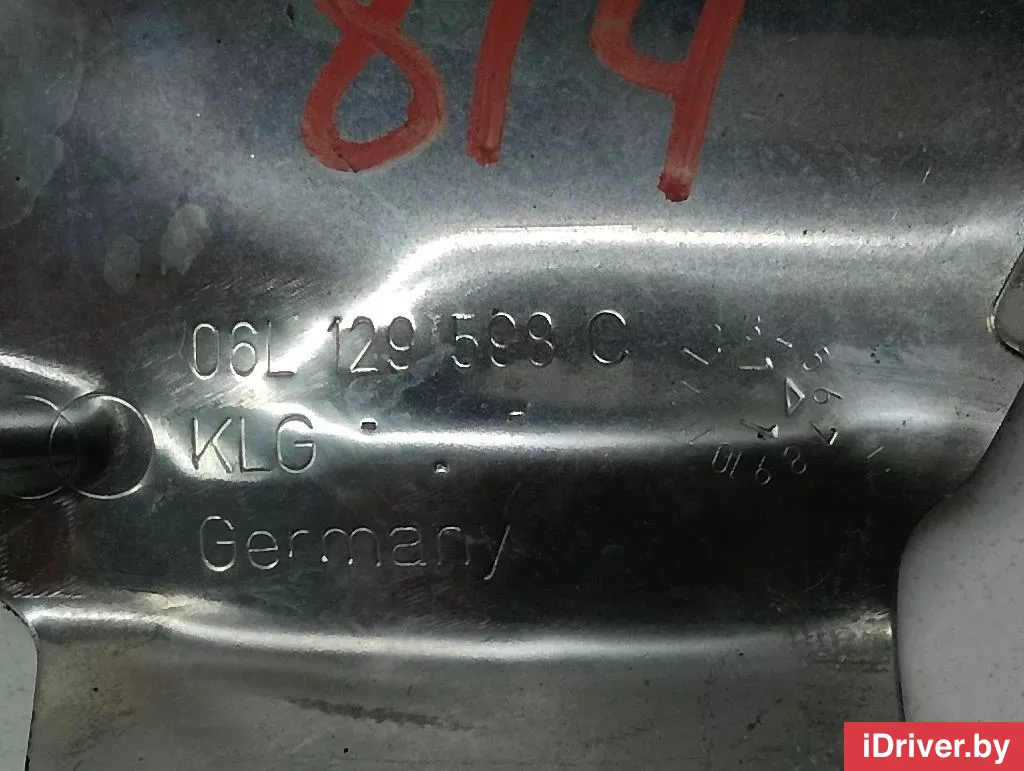 814
06L 129 598 C
KLG
Germany
iDriver.by